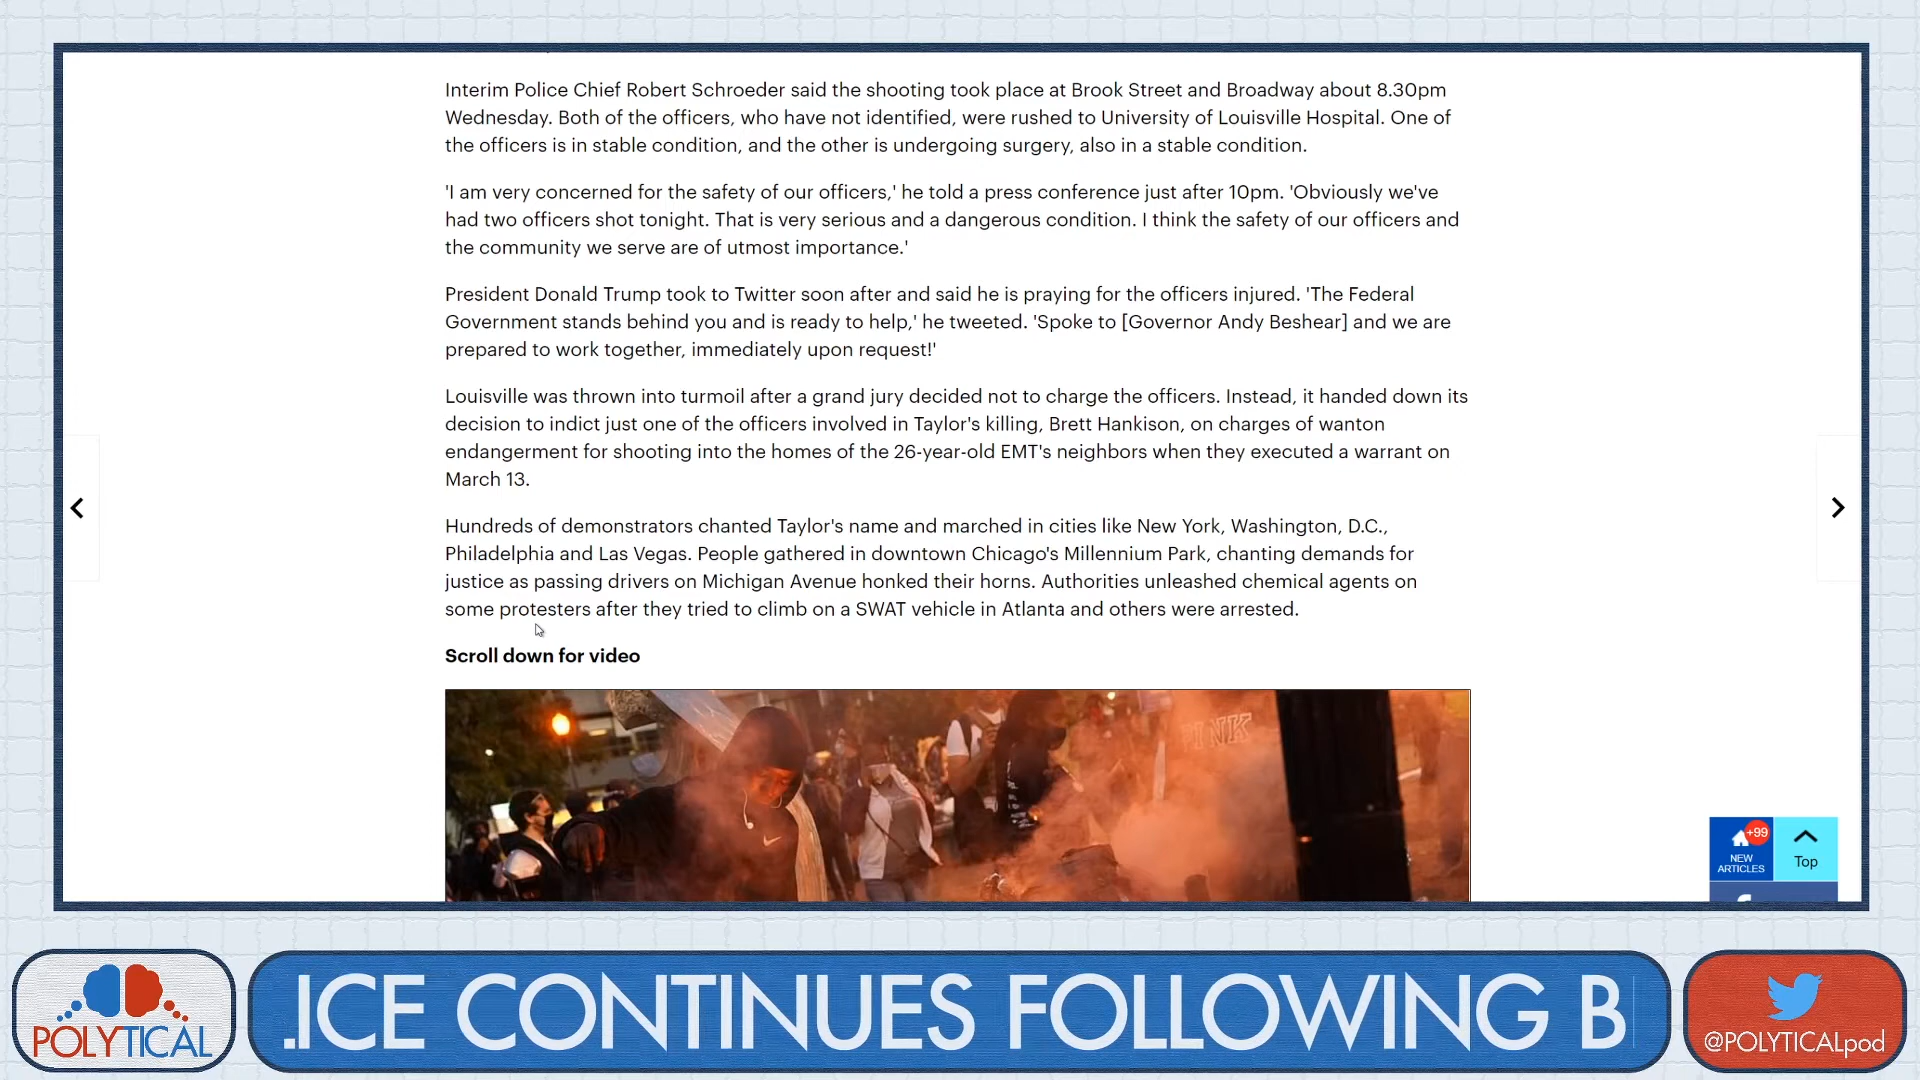 Interim Police Chief Robert Schroeder said the shooting took place at Brook Street and Broadway about 8.30pm
Wednesday. Both of the officers, who have not identified, were rushed to University of Louisville Hospital. One of
the officers is in stable condition, and the other is undergoing surgery, also in a stable condition.
'I am very concerned for the safety of our officers,' he told a press conference just after 10pm. 'Obviously we've
had two officers shot tonight. That is very serious and a dangerous condition. I think the safety of our officers and
the community we serve are of utmost importance.'
President Donald Trump took to Twitter soon after and said he is praying for the officers injured. 'The Federal
Government stands behind you and is ready to help,' he tweeted. 'Spoke to [Governor Andy Beshear] and we are
prepared to work together, immediately upon request!'
Louisville was thrown into turmoil after a grand jury decided not to charge the officers. Instead, it handed down its
decision to indict just one of the officers involved in Taylor's killing, Brett Hankison, on charges of wanton
endangerment for shooting into the homes of the 26-year-old EMT's neighbors when they executed a warrant on
March 13.
Hundreds of demonstrators chanted Taylor's name and marched in cities like New York, Washington, D.C.,
Philadelphia and Las Vegas. People gathered in downtown Chicago's Millennium Park, chanting demands for
justice as passing drivers on Michigan Avenue honked their horns. Authorities unleashed chemical agents on
some protesters after they tried to climb on a SWAT vehicle in Atlanta and others were arrested.
Scroll down for video
PINK
+99
NEW
ARTICLES
Top
POLYTICAL
ICE CONTINUES FOLLOWING B
@POLYTICALpod